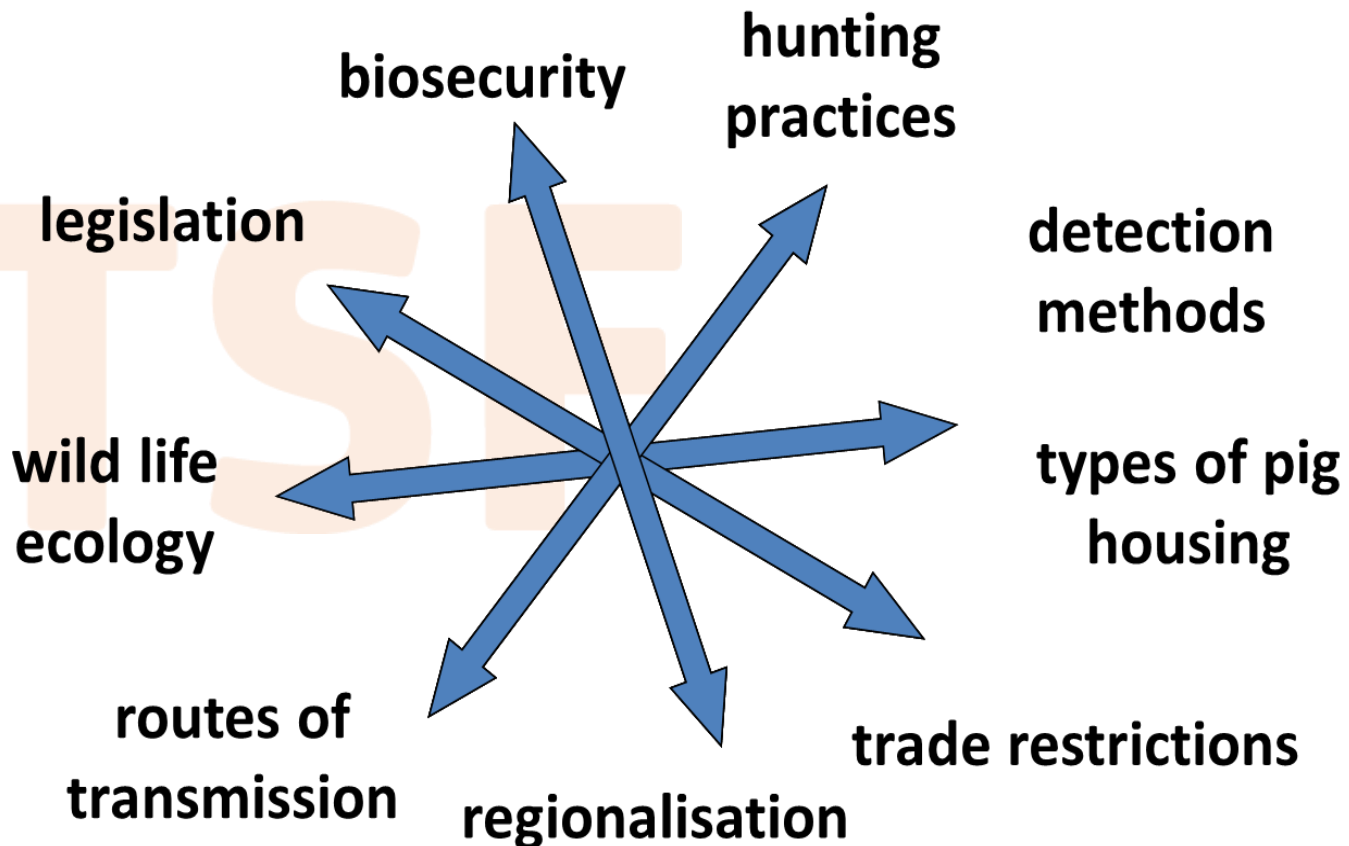 hunting
practices
biosecurity
legislation
detection
methods
wild life
ecology
types of pig
housing
routes of
transmission
trade restrictions
regionalisation
TSF